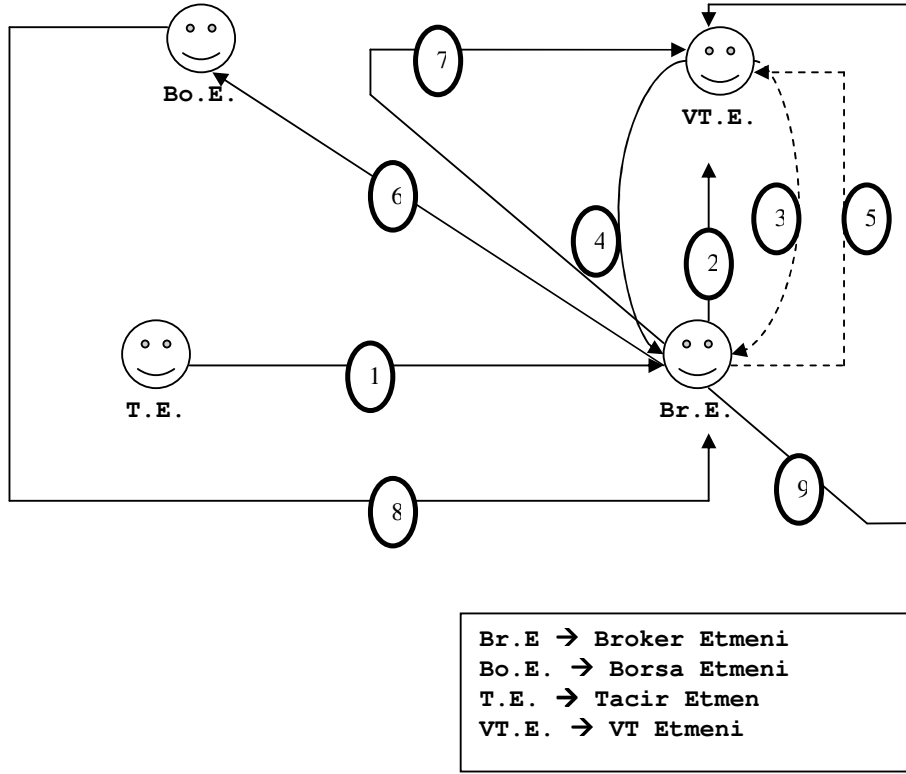 7
Bo.E.
VT.E.
6
4
2
3
5
1
T.E.
Br.E.
8
9
Br.E → Broker Etmeni
Bo.E. → Borsa Etmeni
T.E. → Tacir Etmen
VT.E. → VT Etmeni